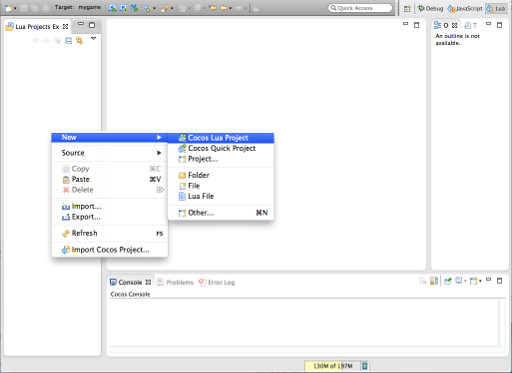 Target: mygame
Quick Access
Debug
JavaScript
Lua
Lua Projects Ex
O
T
An outline is not
available.
New
Source
Copy ⌘C
Paste ⌘V
Delete
Import...
Export...
Refresh
Import Cocos Project...
Cocos Lua Project
Cocos Quick Project
Project...
Folder
File
Lua File
Other... ⌘N
Console
Problems
Error Log
Cocos Console
130M of 197M